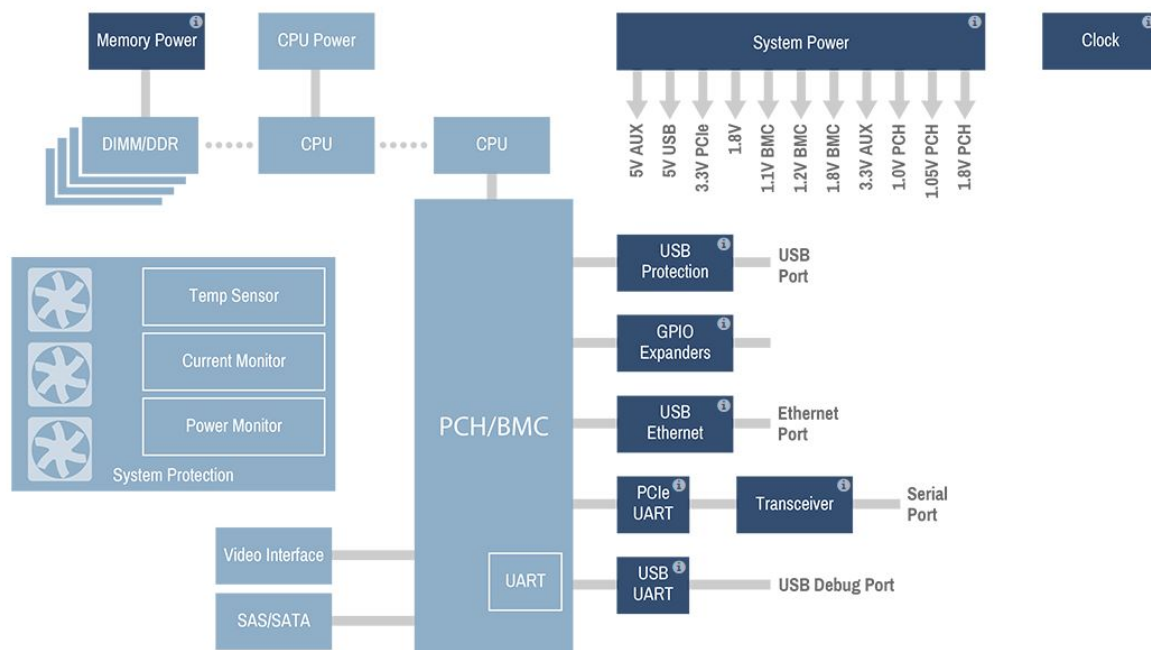 Memory Power
CPU Power
System Power
Clock
DIMM/DDR
CPU
CPU
5V AUX
5V USB
3.3V PCIe
1.8V
1.1V BMC
1.2V BMC
1.8V BMC
3.3V AUX
1.0V PCH
1.05V PCH
1.8V PCH
USB
Protection
USB
Port
Temp Sensor
Current Monitor
Power Monitor
System Protection
GPIO
Expanders
PCH/BMC
USB
Ethernet
Ethernet
Port
PCIe
UART
Transceiver
Serial
Port
Video Interface
SAS/SATA
UART
USB
UART
USB Debug Port